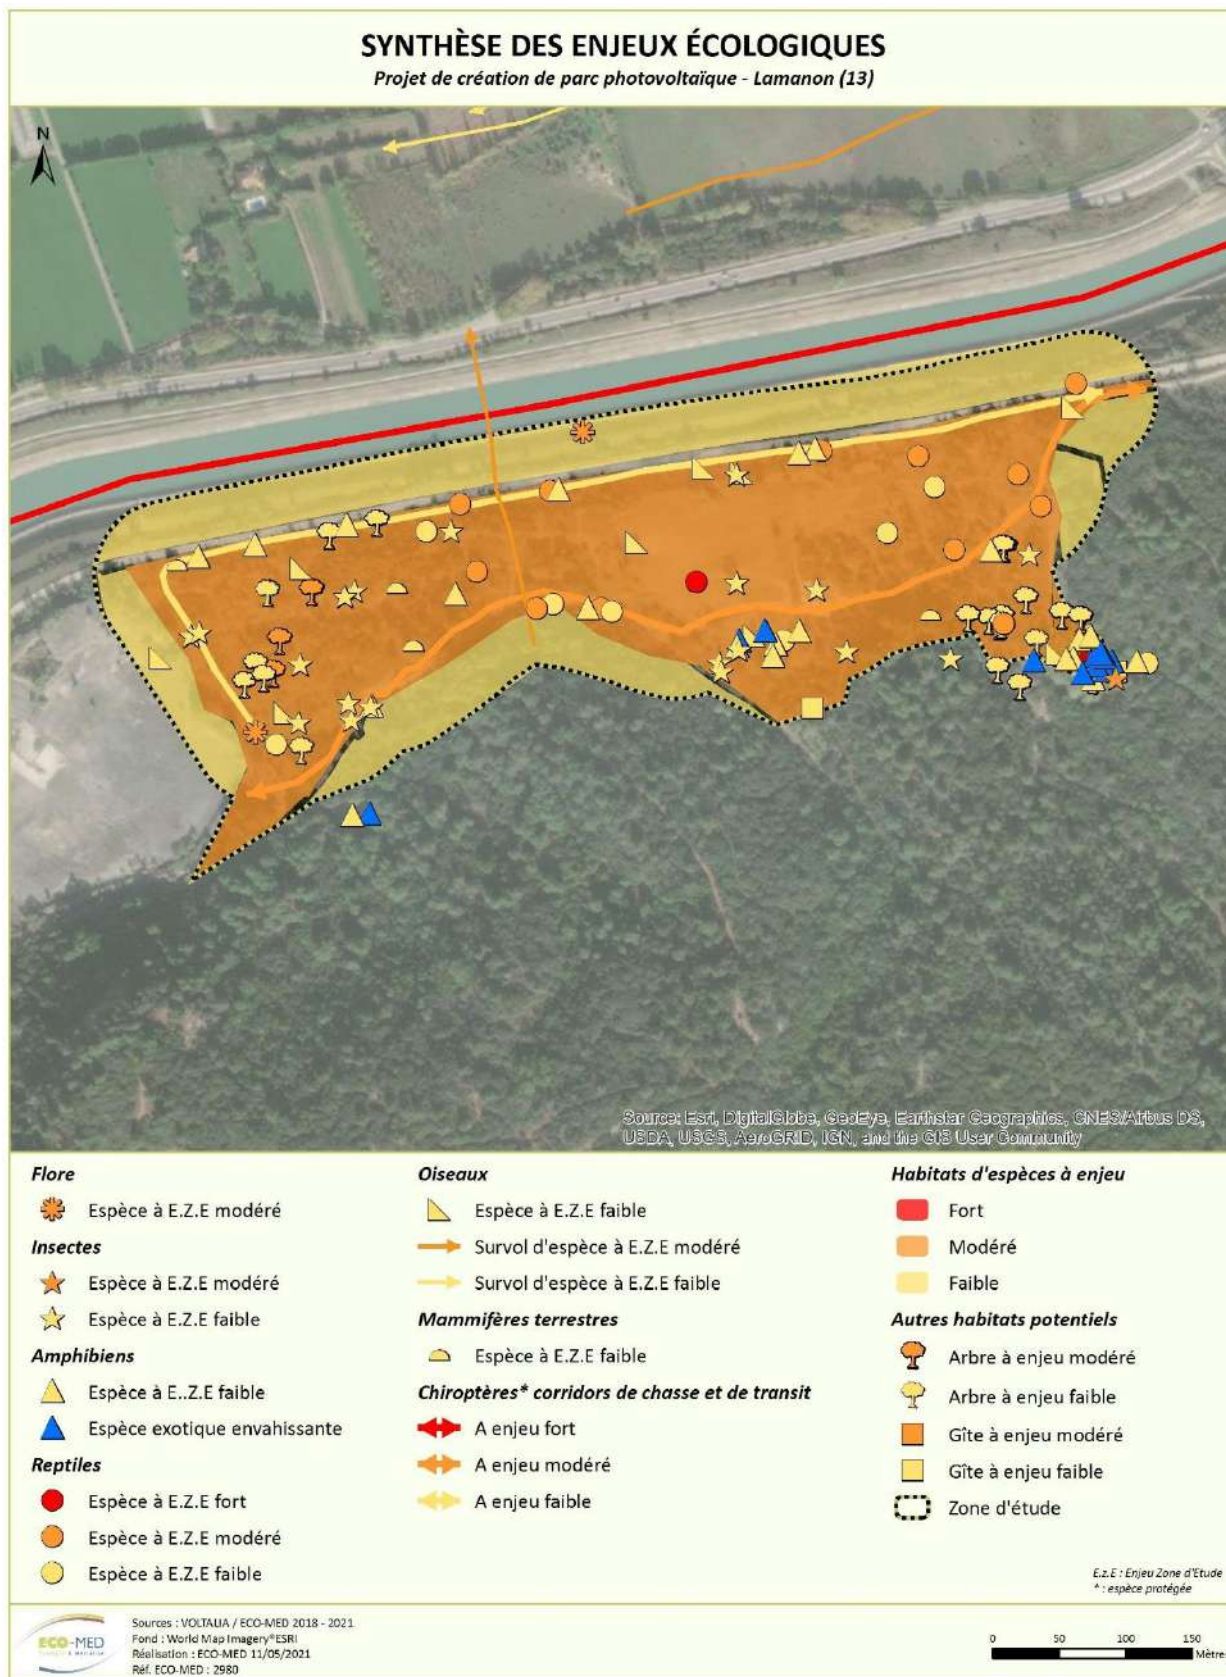 SYNTHÈSE DES ENJEUX ÉCOLOGIQUES
Projet de création de parc photovoltaïque - Lamanon (13)
N
Source: Esri, DigitalGlobe, GeoEye, Earthstar Geographics, CNES/Airbus DS,
USDA, USGS, AeroGRID, IGN, and the GIS User Community
Flore
Espèce à E.Z.E modéré
Insectes
Espèce à E.Z.E modéré
Espèce à E.Z.E faible
Amphibiens
Espèce à E..Z.E faible
Espèce exotique envahissante
Reptiles
Espèce à E.Z.E fort
Espèce à E.Z.E modéré
Espèce à E.Z.E faible
Oiseaux
Espèce à E.Z.E faible
Survol d'espèce à E.Z.E modéré
Survol d'espèce à E.Z.E faible
Mammifères terrestres
Espèce à E.Z.E faible
Chiroptères* corridors de chasse et de transit
A enjeu fort
A enjeu modéré
A enjeu faible
Habitats d'espèces à enjeu
Fort
Modéré
Faible
Autres habitats potentiels
Arbre à enjeu modéré
Arbre à enjeu faible
Gîte à enjeu modéré
Gîte à enjeu faible
Zone d'étude
E.z.E : Enjeu Zone d'Etude
* : espèce protégée
ECO-MED
Sources : VOLTALIA / ECO-MED 2018 - 2021
Fond : World Map Imagery®ESRI
Réalisation : ECO-MED 11/05/2021
Réf. ECO-MED : 2980
0 50 100 150
Mètres